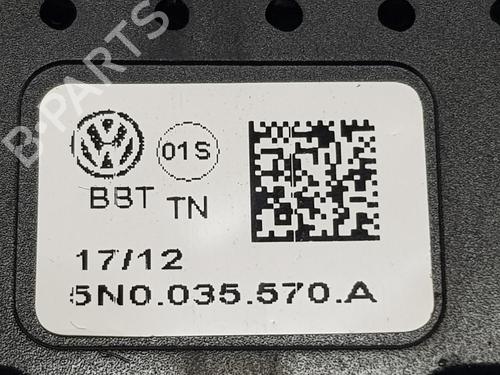 B-PARTS
01S
BBT TN
17/12
5N0.035.570.A